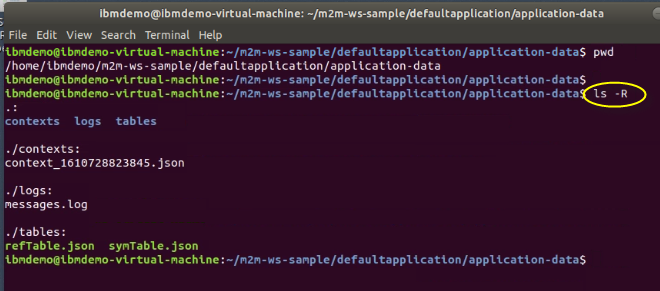 ibmdemo@ibmdemo-virtual-machine: ~/m2m-ws-sample/defaultapplication/application-data
File Edit View Search Terminal Help
ibmdemo@ibmdemo-virtual-machine:~/m2m-ws-sample/defaultapplication/application-data$ pwd
/home/ibmdemo/m2m-ws-sample/defaultapplication/application-data
ibmdemo@ibmdemo-virtual-machine:~/m2m-ws-sample/defaultapplication/application-data$
ibmdemo@ibmdemo-virtual-machine:~/m2m-ws-sample/defaultapplication/application-data$ ls -R
.:
contexts logs tables
./contexts:
context_1610728823845.json
./logs:
messages.log
./tables:
refTable.json symTable.json
ibmdemo@ibmdemo-virtual-machine:~/m2m-ws-sample/defaultapplication/application-data$